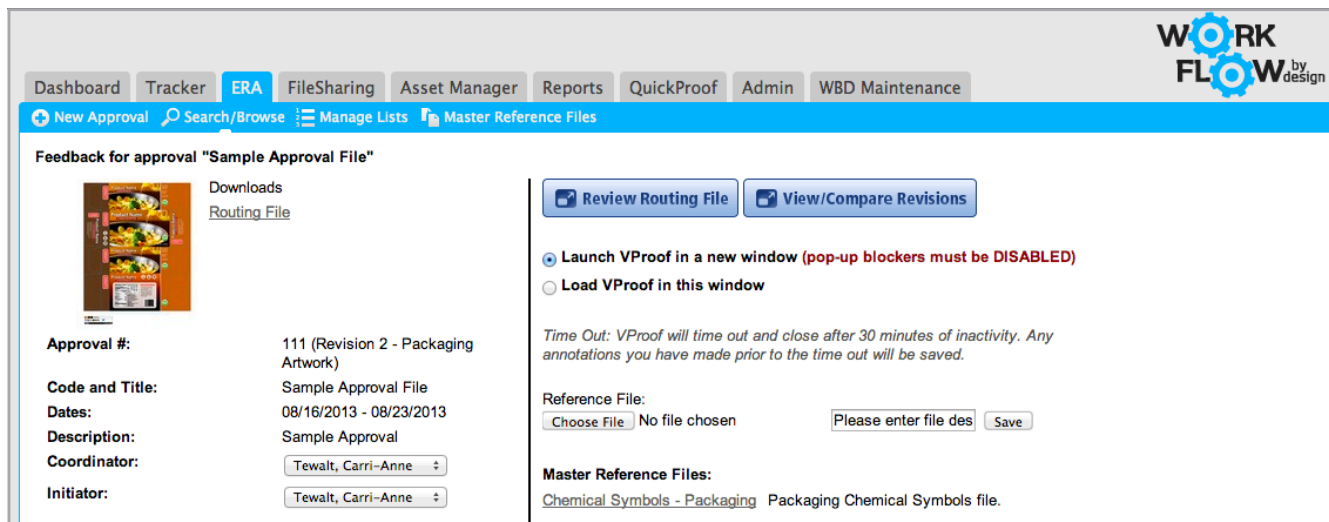 WORK
FLOW by design
Dashboard Tracker ERA FileSharing Asset Manager Reports QuickProof Admin WBD Maintenance
New Approval Search/Browse Manage Lists Master Reference Files
Feedback for approval "Sample Approval File"
Downloads
Routing File
Approval #: 111 (Revision 2 - Packaging
Artwork)
Code and Title: Sample Approval File
Dates: 08/16/2013 - 08/23/2013
Description: Sample Approval
Coordinator: Tewalt, Carri-Anne
Initiator: Tewalt, Carri-Anne
Review Routing File View/Compare Revisions
Launch VProof in a new window (pop-up blockers must be DISABLED)
Load VProof in this window
Time Out: VProof will time out and close after 30 minutes of inactivity. Any
annotations you have made prior to the time out will be saved.
Reference File:
Choose File No file chosen Please enter file des Save
Master Reference Files:
Chemical Symbols - Packaging Packaging Chemical Symbols file.